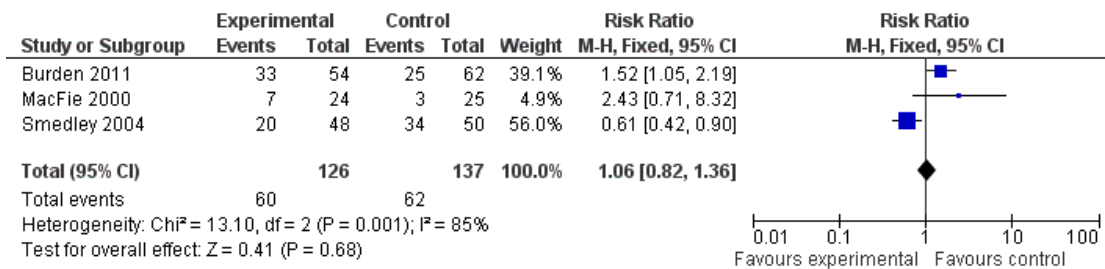 Experimental Control Risk Ratio Risk Ratio
Study or Subgroup Events Total Events Total Weight M-H, Fixed, 95% CI M-H, Fixed, 95% CI
Burden 2011 33 54 25 62 39.1% 1.52 [1.05, 2.19]
MacFie 2000 7 24 3 25 4.9% 2.43 [0.71, 8.32]
Smedley 2004 20 48 34 50 56.0% 0.61 [0.42, 0.90]
Total (95% CI) 126 137 100.0% 1.06 [0.82, 1.36]
Total events 60 62
Heterogeneity: Chi² = 13.10, df = 2 (P = 0.001); I² = 85%
Test for overall effect: Z = 0.41 (P = 0.68)
0.01 0.1 1 10 100
Favours experimental Favours control